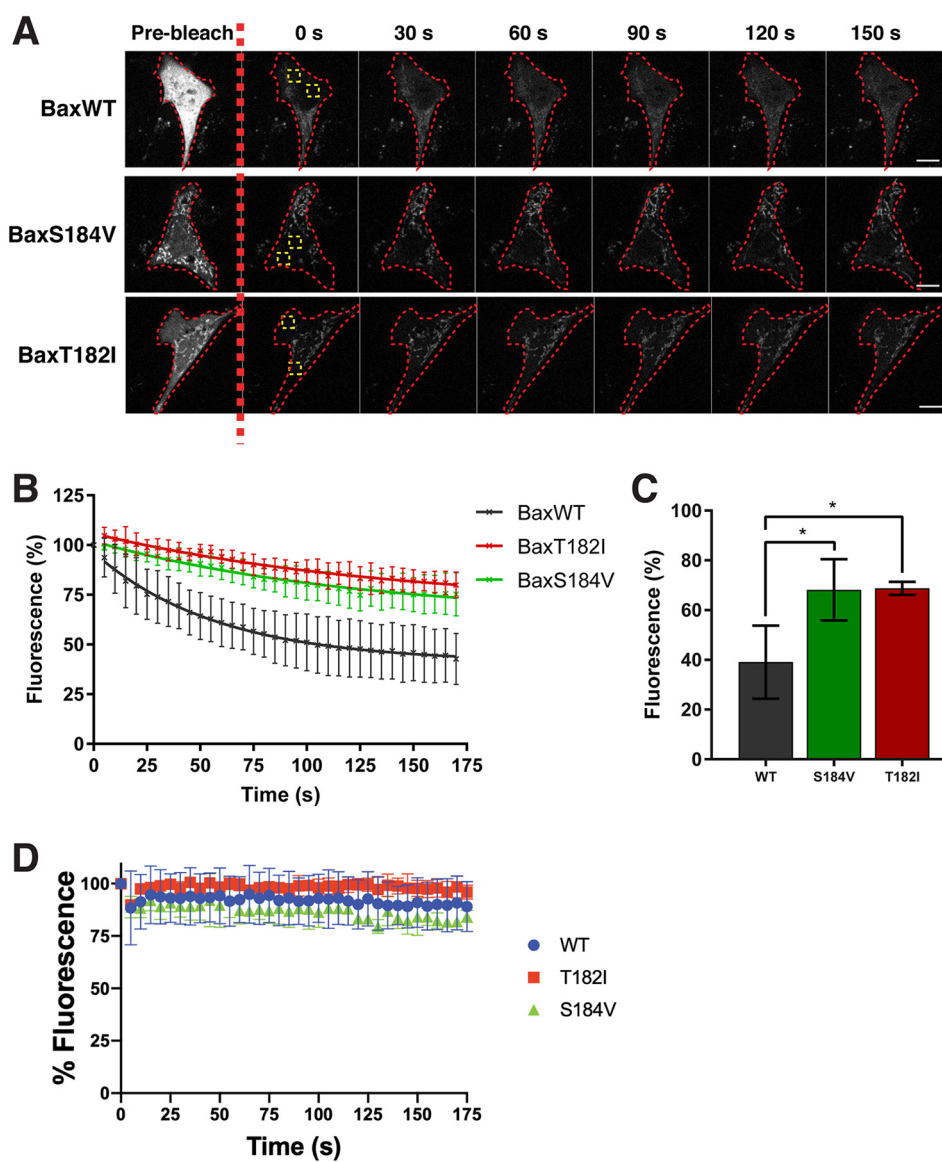 A
Pre-bleach 0 s 30 s 60 s 90 s 120 s 150 s
BaxWT
BaxS184V
BaxT182I
B
Fluorescence (%)
125
100
75
50
25
0
0 25 50 75 100 125 150 175
Time (s)
BaxWT
BaxT182I
BaxS184V
C
Fluorescence (%)
100
80
60
40
20
0
*
*
WT S184V T182I
D
% Fluorescence
100
75
50
25
0
0 25 50 75 100 125 150 175
Time (s)
WT
T182I
S184V